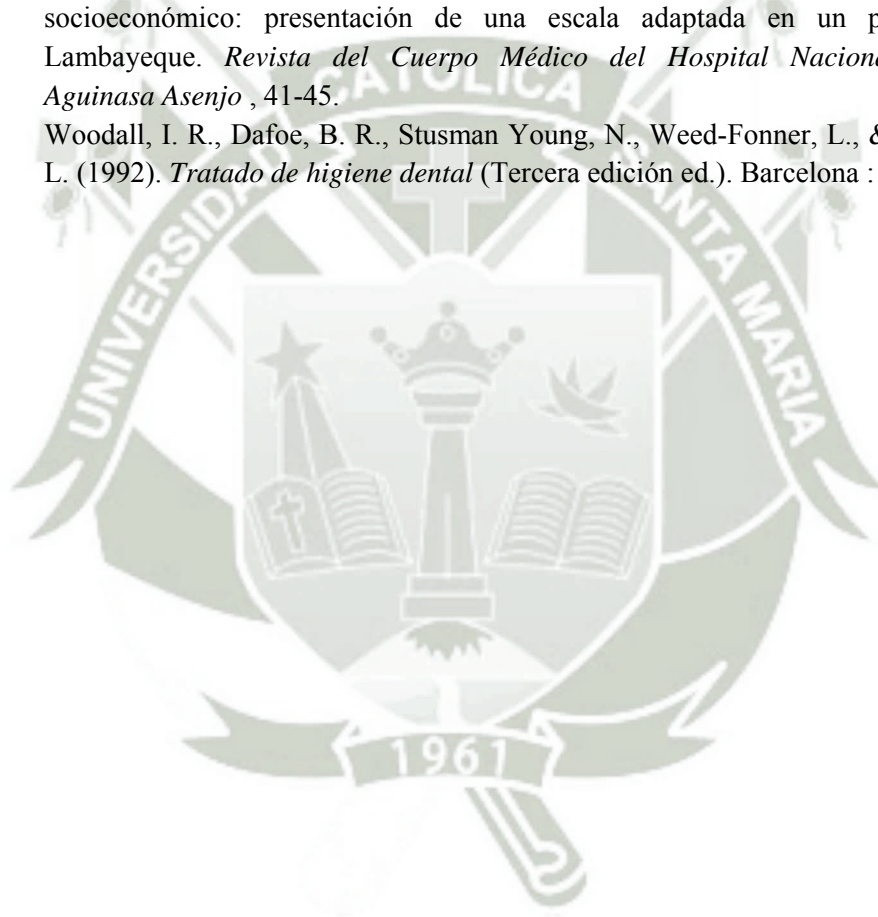 socioeconómico: presentación de una escala adaptada en un p
Lambayeque. Revista del Cuerpo Médico del Hospital Nacion
Aguinasa Asenjo , 41-45.
Woodall, I. R., Dafoe, B. R., Stusman Young, N., Weed-Fonner, L., &
L. (1992). Tratado de higiene dental (Tercera edición ed.). Barcelona :
UNIVERSIDAD CATOLICA SANTA MARIA
1961